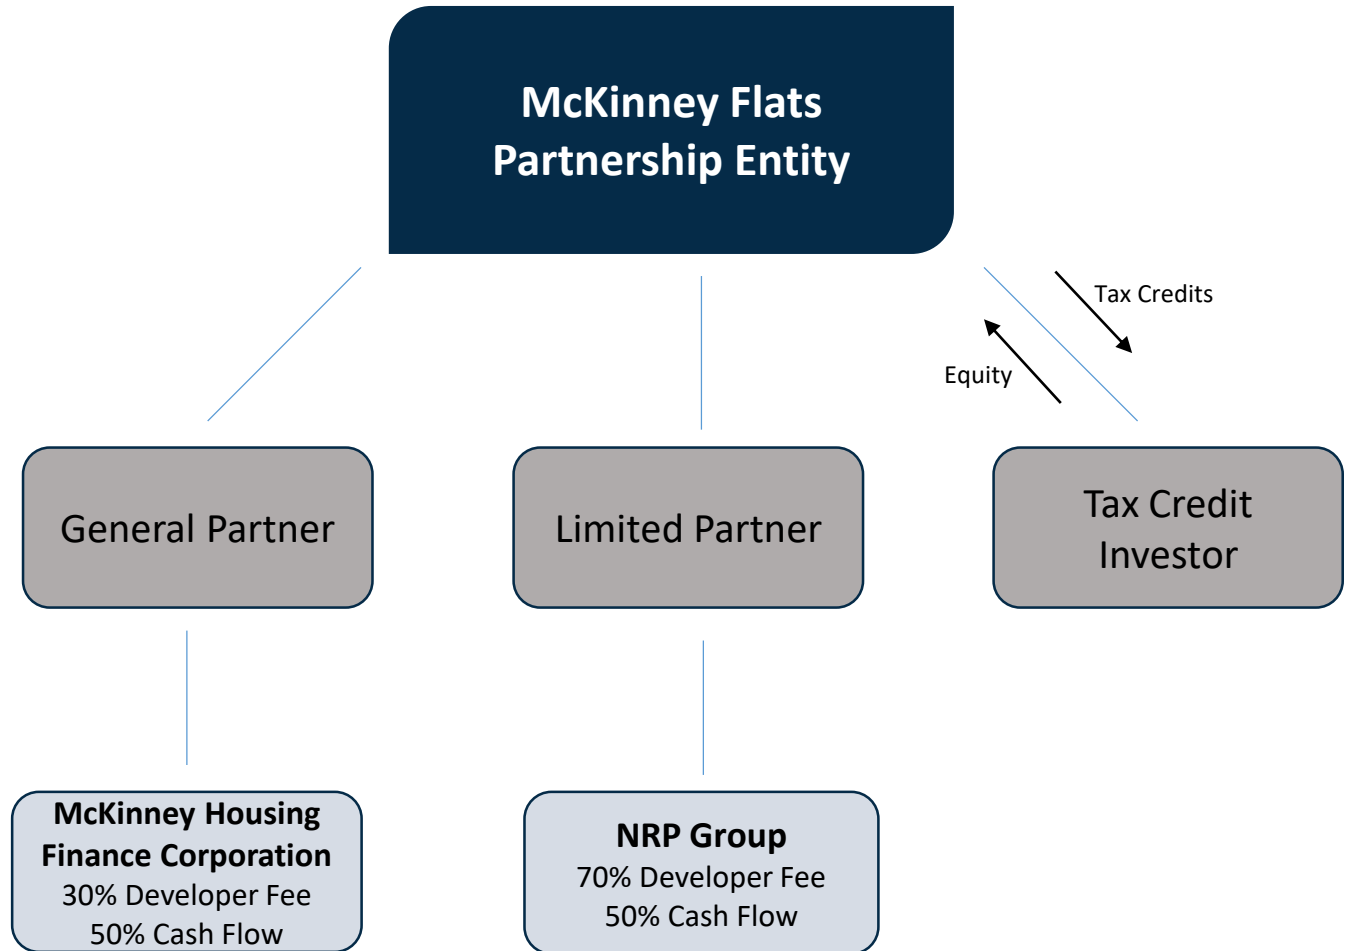 McKinney Flats
Partnership Entity
Tax Credits
Equity
General Partner
Limited Partner
Tax Credit
Investor
McKinney Housing
Finance Corporation
30% Developer Fee
50% Cash Flow
NRP Group
70% Developer Fee
50% Cash Flow